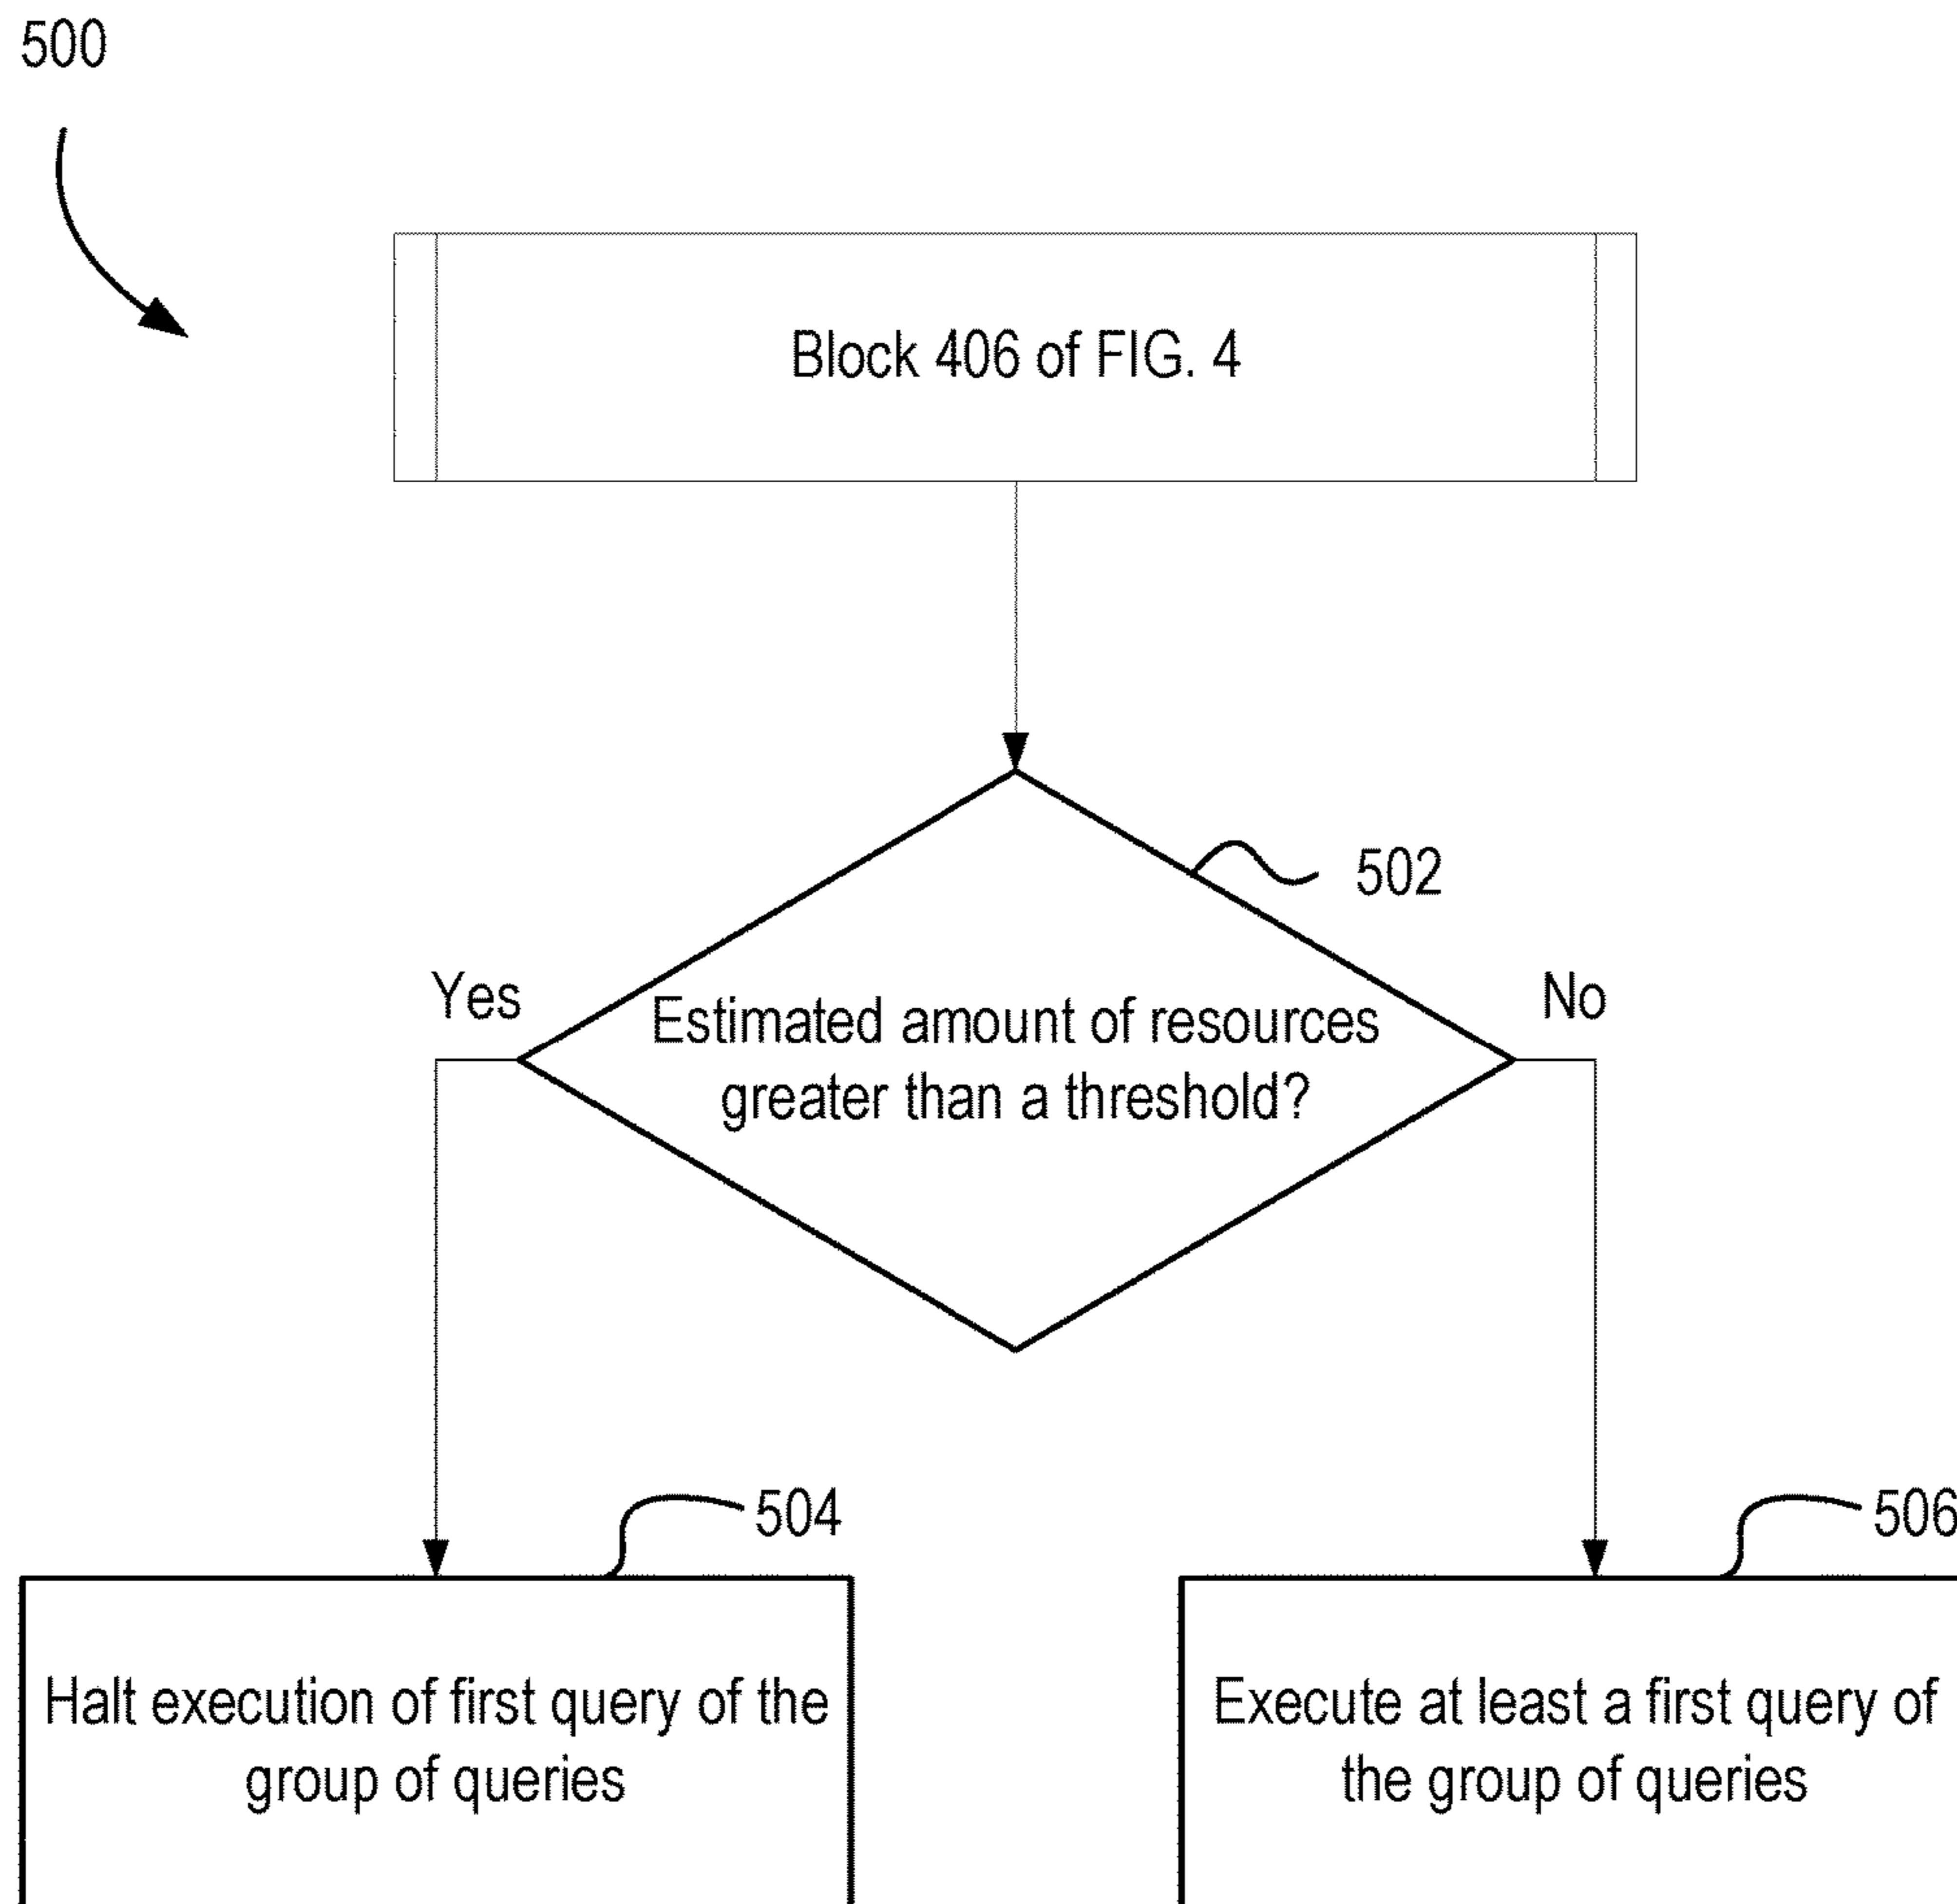 500
Block 406 of FIG. 4
502
Yes
No
Estimated amount of resources
greater than a threshold?
504
506
Halt execution of first query of the
group of queries
Execute at least a first query of
the group of queries